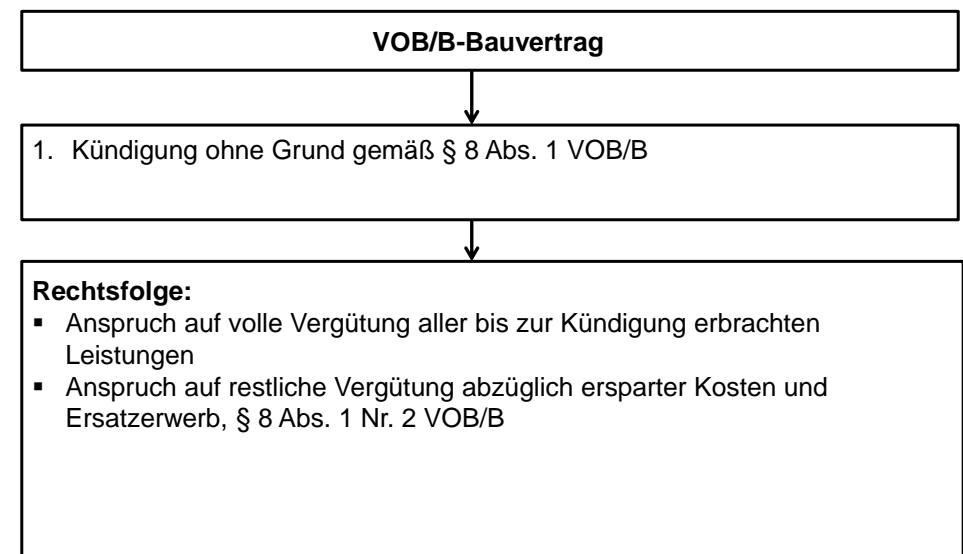 VOB/B-Bauvertrag
1. Kündigung ohne Grund gemäß § 8 Abs. 1 VOB/B
Rechtsfolge:
▪ Anspruch auf volle Vergütung aller bis zur Kündigung erbrachten
Leistungen
▪ Anspruch auf restliche Vergütung abzüglich ersparter Kosten und
Ersatzerwerb, § 8 Abs. 1 Nr. 2 VOB/B